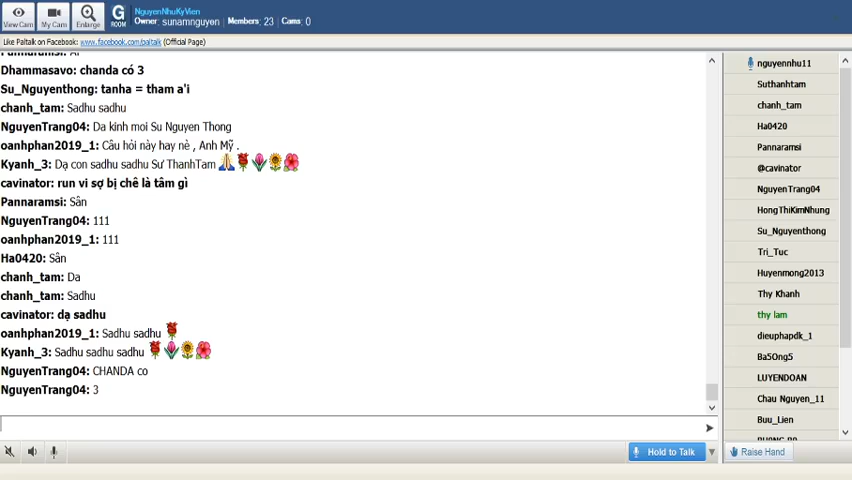 NguyenNhuKyVien
Owner: sunamnguyen Members: 23 Cams: 0
View Cam My Cam Enlarge G ROOM
Like Paltalk on Facebook: www.facebook.com/paltalk (Official Page)
Dhammasavo: chanda có 3
Su_Nguyenthong: tanha = tham a'i
chanh_tam: Sadhu sadhu
NguyenTrang04: Da kinh moi Su Nguyen Thong
oanhphan2019_1: Câu hỏi này hay nè , Anh Mỹ .
Kyanh_3: Dạ con sadhu sadhu Sư ThanhTam
cavinator: run vi sợ bị chê là tâm gì
Pannaramsi: Sân
NguyenTrang04: 111
oanhphan2019_1: 111
Ha0420: Sân
chanh_tam: Da
chanh_tam: Sadhu
cavinator: dạ sadhu
oanhphan2019_1: Sadhu sadhu
Kyanh_3: Sadhu sadhu sadhu
NguyenTrang04: CHANDA co
NguyenTrang04: 3
Hold to Talk
nguyennhu11
Suthanhtam
chanh_tam
Ha0420
Pannaramsi
@cavinator
NguyenTrang04
HongThiKimNhung
Su_Nguyenthong
Tri_Tuc
Huyenmong2013
Thy Khanh
thy lam
dieuphapdk_1
Ba5Ong5
LUYENDOAN
Chau Nguyen_11
Buu_Lien
Raise Hand